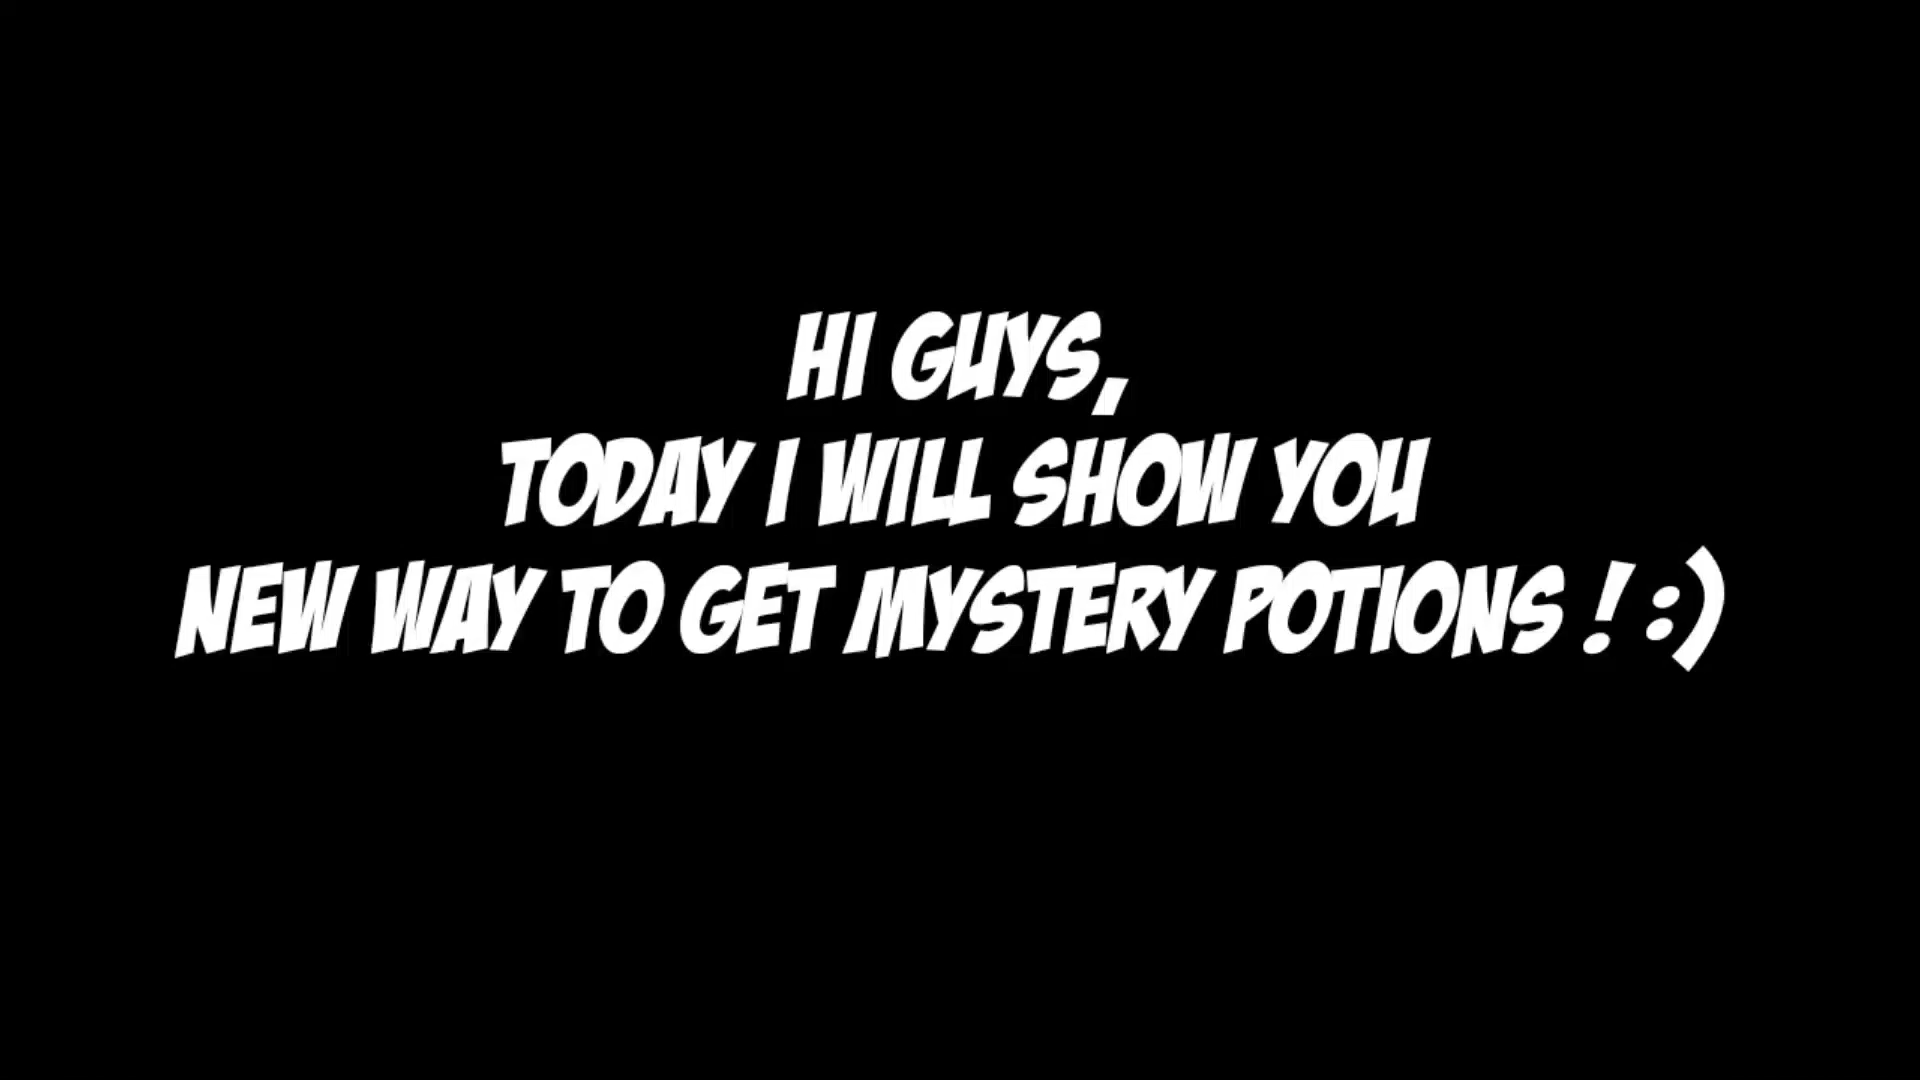 HI GUYS,
TODAY I WILL SHOW YOU
NEW WAY TO GET MYSTERY POTIONS ! :)